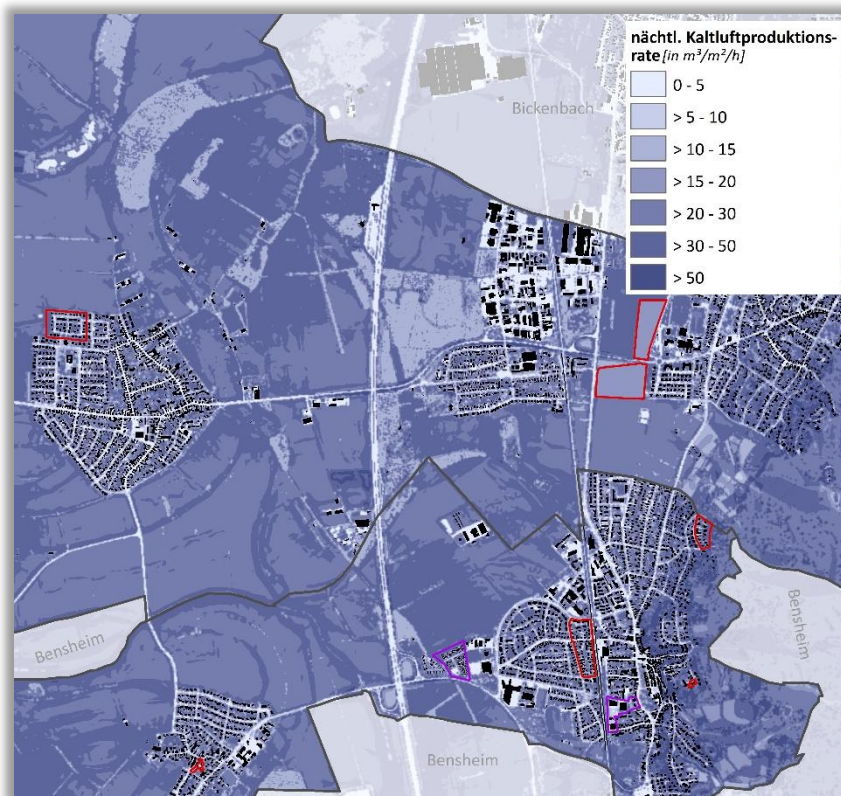 nächtl. Kaltluftproduktions-
rate [in m³/m²/h]
0 - 5
> 5 - 10
> 10 - 15
> 15 - 20
> 20 - 30
> 30 - 50
> 50
Bickenbach
Bensheim
Bensheim
Bensheim